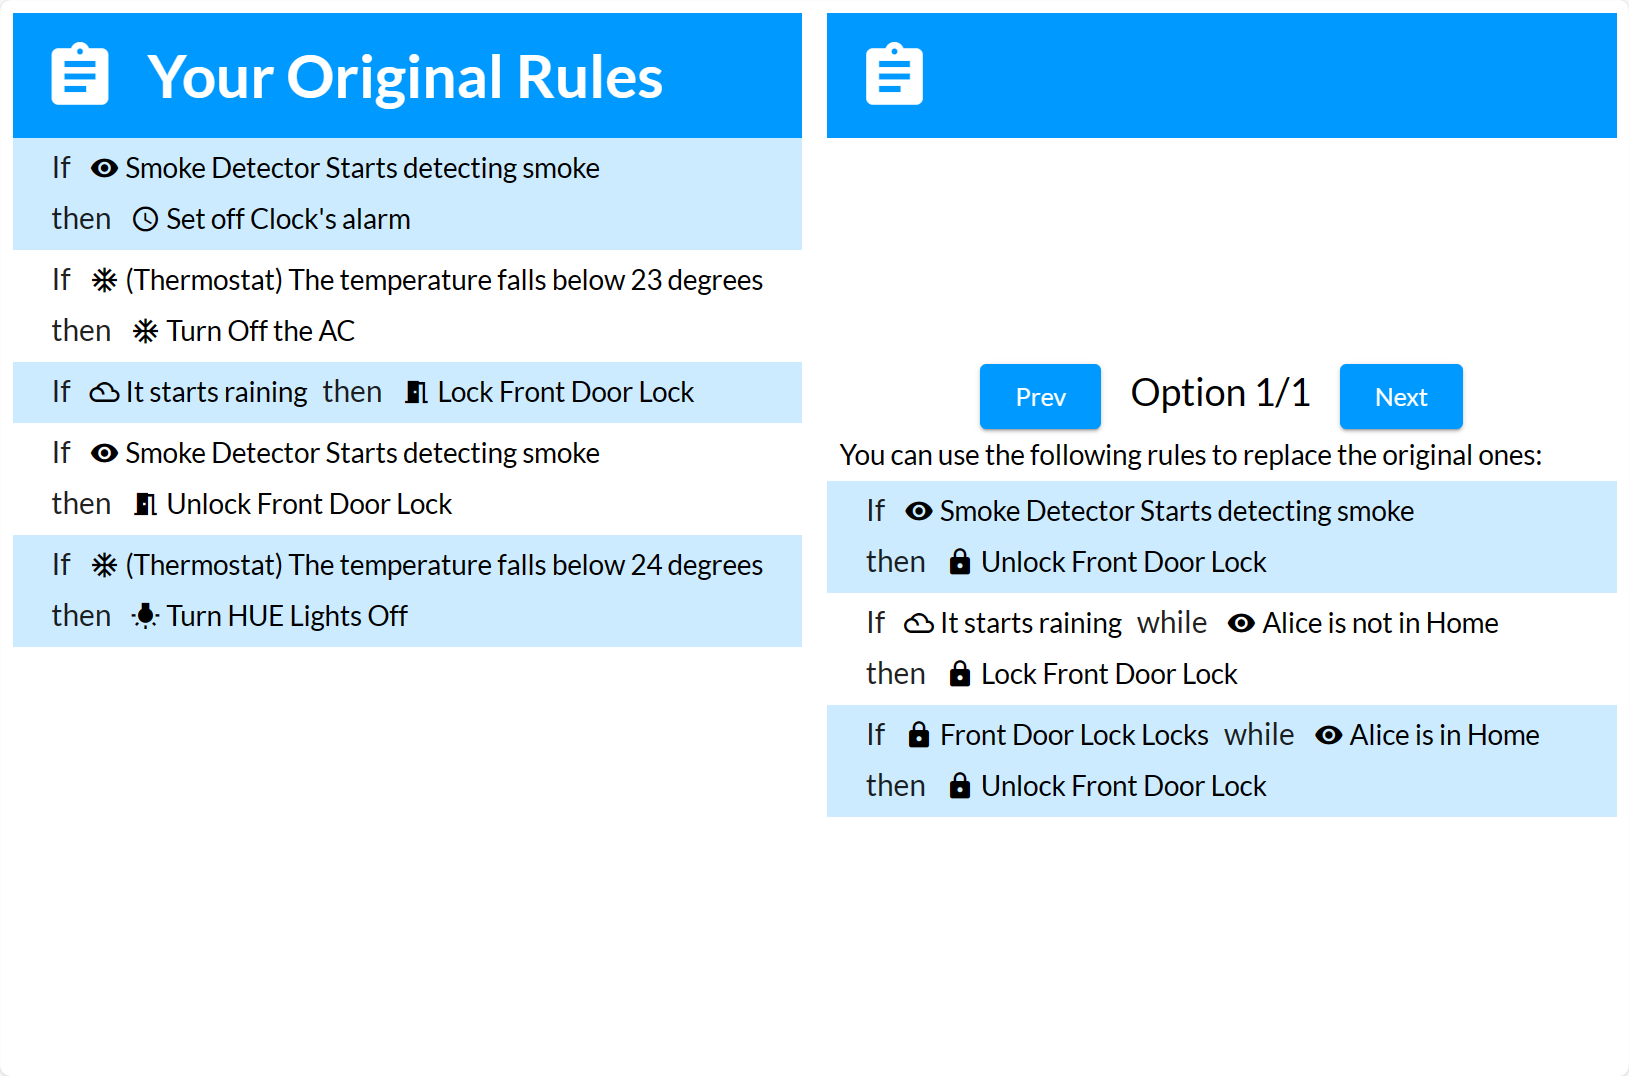 Your Original Rules
If Smoke Detector Starts detecting smoke
then Set off Clock's alarm
If (Thermostat) The temperature falls below 23 degrees
then Turn Off the AC
If It starts raining then Lock Front Door Lock
If Smoke Detector Starts detecting smoke
then Unlock Front Door Lock
If (Thermostat) The temperature falls below 24 degrees
then Turn HUE Lights Off
Prev Option 1/1 Next
You can use the following rules to replace the original ones:
If Smoke Detector Starts detecting smoke
then Unlock Front Door Lock
If It starts raining while Alice is not in Home
then Lock Front Door Lock
If Front Door Lock Locks while Alice is in Home
then Unlock Front Door Lock